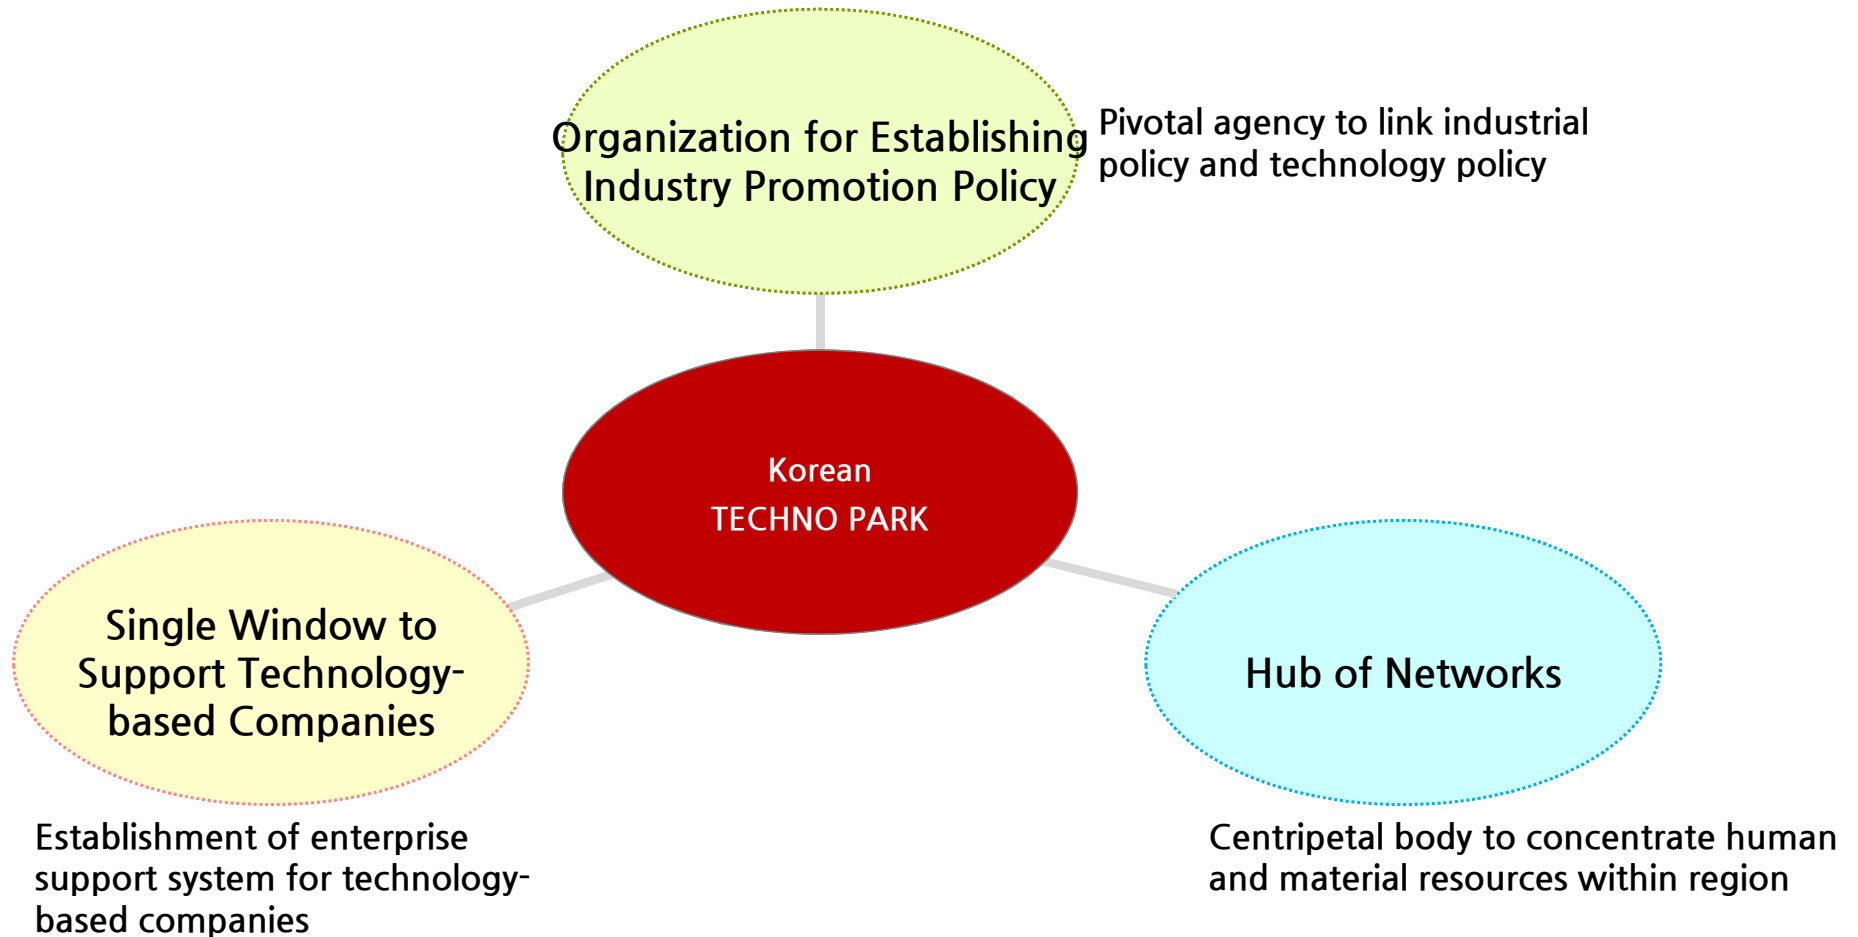 Organization for Establishing
Industry Promotion Policy
Pivotal agency to link industrial
policy and technology policy
Korean
TECHNO PARK
Single Window to
Support Technology-
based Companies
Hub of Networks
Establishment of enterprise
support system for technology-
based companies
Centripetal body to concentrate human
and material resources within region